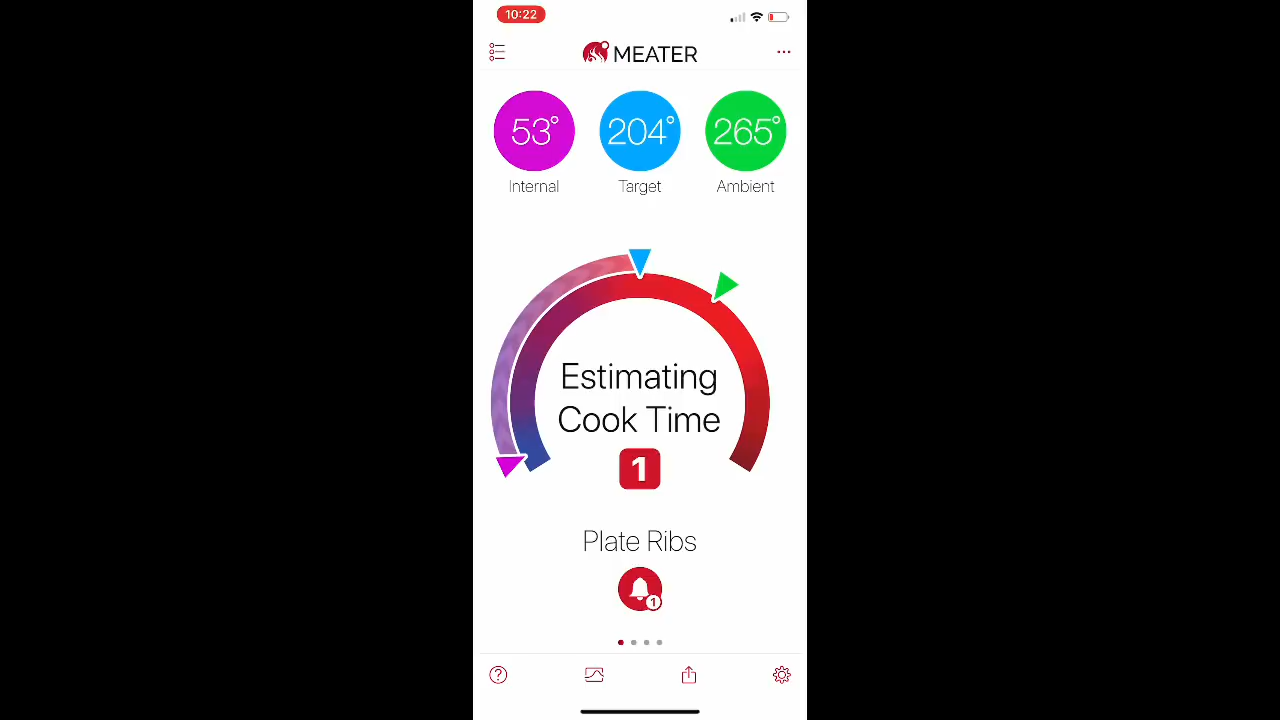 10:22
MEATER
53° 204° 265°
Internal Target Ambient
Estimating
Cook Time
1
Plate Ribs
1
?